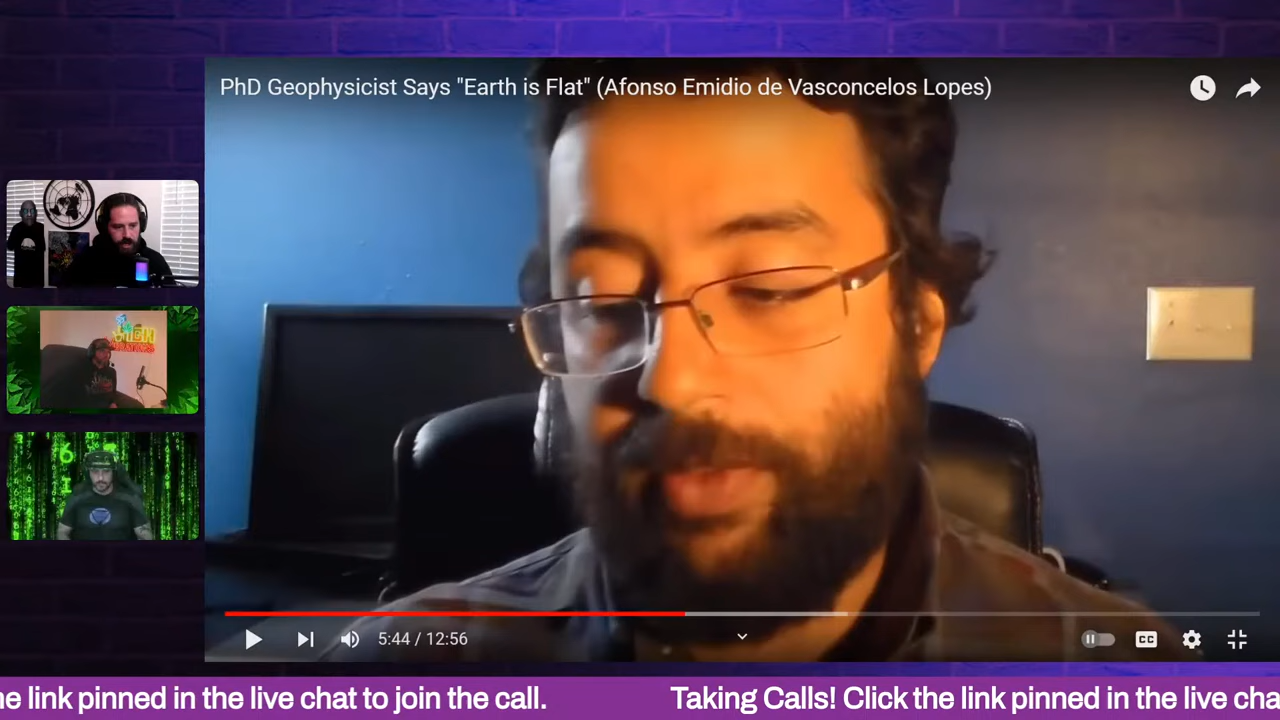 PhD Geophysicist Says "Earth is Flat" (Afonso Emidio de Vasconcelos Lopes)
5:44 / 12:56
CC
ne link pinned in the live chat to join the call. Taking Calls! Click the link pinned in the live cha